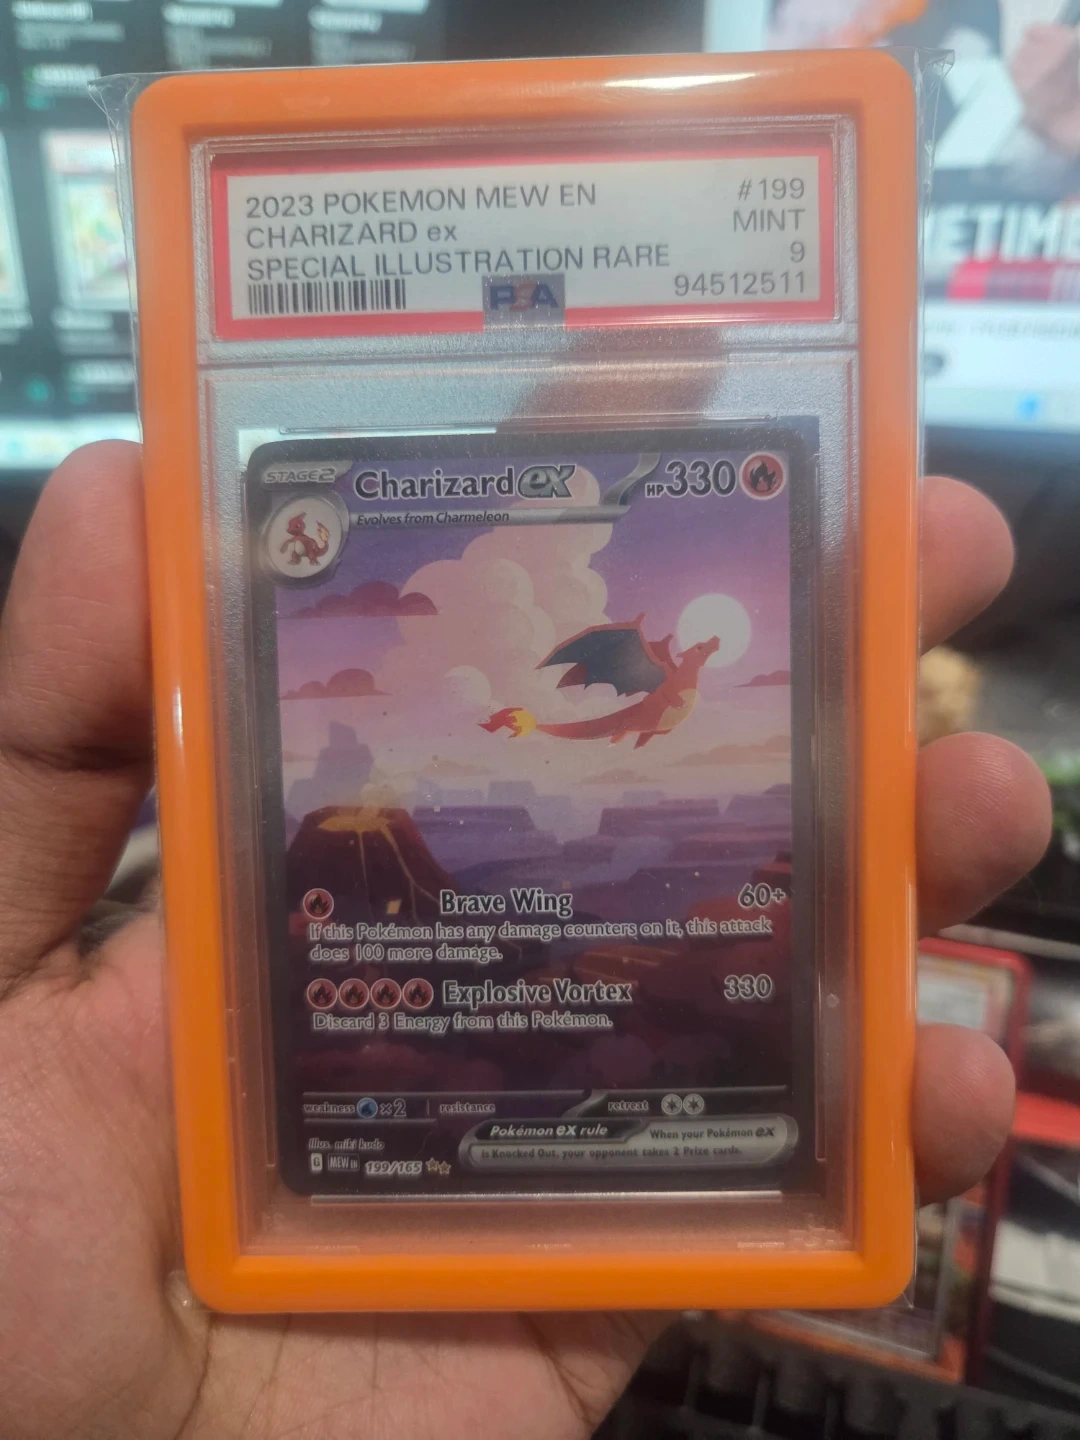 2023 POKEMON MEW EN #199
CHARIZARD ex MINT
SPECIAL ILLUSTRATION RARE 9
PSA 94512511
STAGE2 Charizard ex HP330
Evolves from Charmeleon
Brave Wing 60+
If this Pokémon has any damage counters on it, this attack
does 100 more damage.
Explosive Vortex 330
Discard 3 Energy from this Pokémon.
weakness ×2 resistance retreat
Pokémon ex rule When your Pokémon ex
is Knocked Out, your opponent takes 2 Prize cards.
Illus. miki kudo
G MEW EN 199/165
ETIME